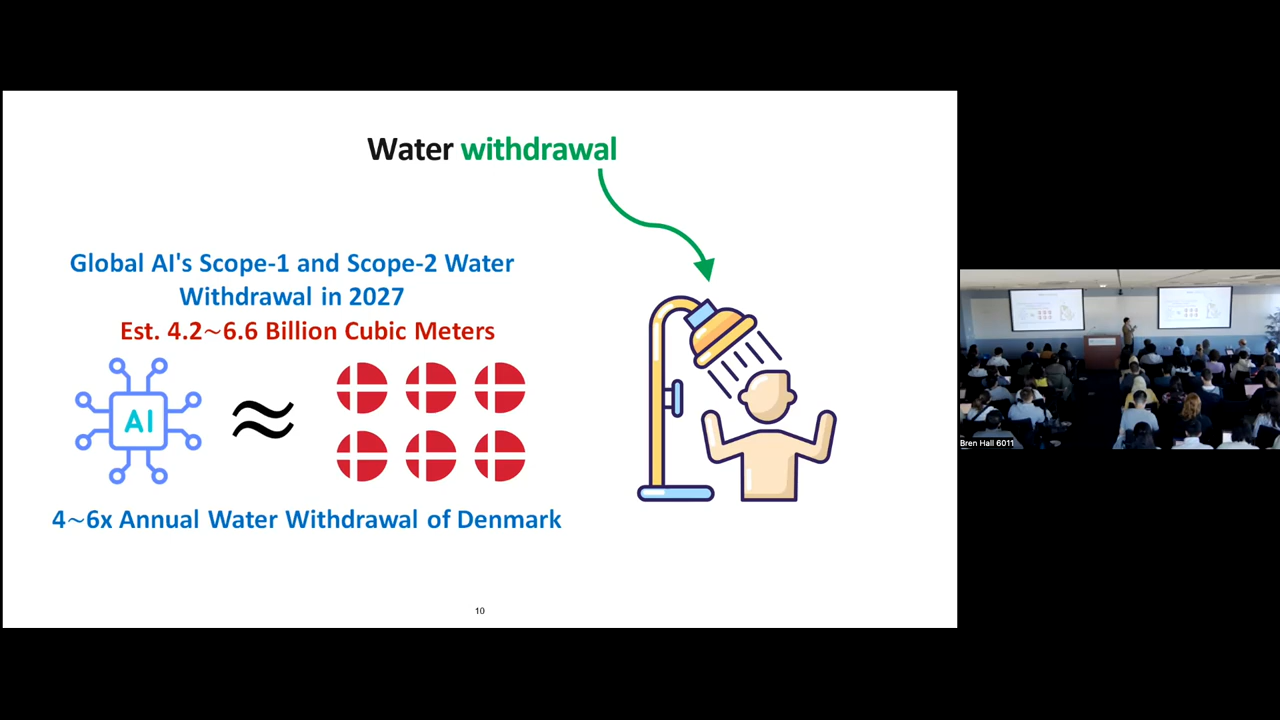 Water withdrawal
Global AI's Scope-1 and Scope-2 Water
Withdrawal in 2027
Est. 4.2~6.6 Billion Cubic Meters
AI
≈
4~6x Annual Water Withdrawal of Denmark
10
Bren Hall 6011